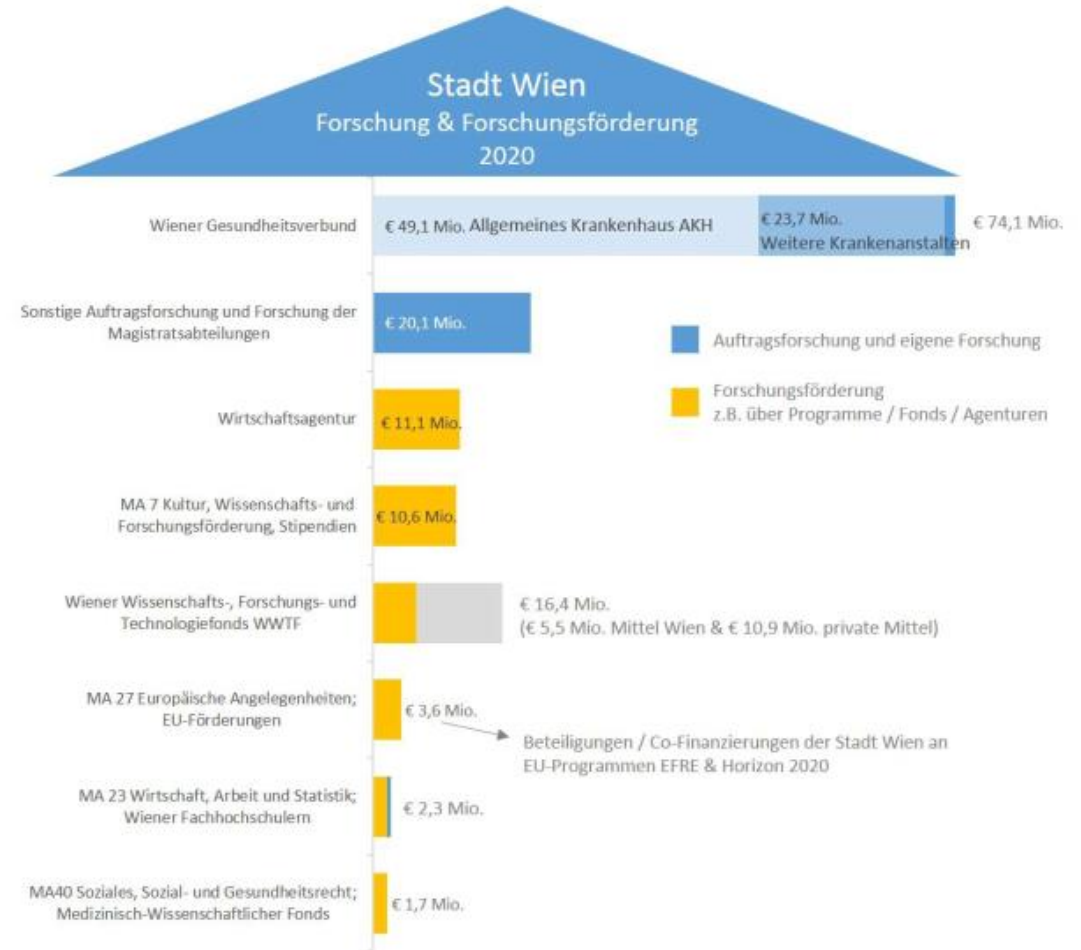 Stadt Wien
Forschung & Forschungsförderung
2020
Wiener Gesundheitsverbund
€ 49,1 Mio. Allgemeines Krankenhaus AKH
€ 23,7 Mio.
Weitere Krankenanstalten
€ 74,1 Mio.
Sonstige Auftragsforschung und Forschung der
Magistratsabteilungen
€ 20,1 Mio.
Auftragsforschung und eigene Forschung
Forschungsförderung
z.B. über Programme / Fonds / Agenturen
Wirtschaftsagentur
€ 11,1 Mio.
MA 7 Kultur, Wissenschafts- und
Forschungsförderung, Stipendien
€ 10,6 Mio.
Wiener Wissenschafts-, Forschungs- und
Technologiefonds WWTF
€ 16,4 Mio.
(€ 5,5 Mio. Mittel Wien & € 10,9 Mio. private Mittel)
MA 27 Europäische Angelegenheiten;
EU-Förderungen
€ 3,6 Mio.
Beteiligungen / Co-Finanzierungen der Stadt Wien an
EU-Programmen EFRE & Horizon 2020
MA 23 Wirtschaft, Arbeit und Statistik;
Wiener Fachhochschulern
€ 2,3 Mio.
MA40 Soziales, Sozial- und Gesundheitsrecht;
Medizinisch-Wissenschaftlicher Fonds
€ 1,7 Mio.